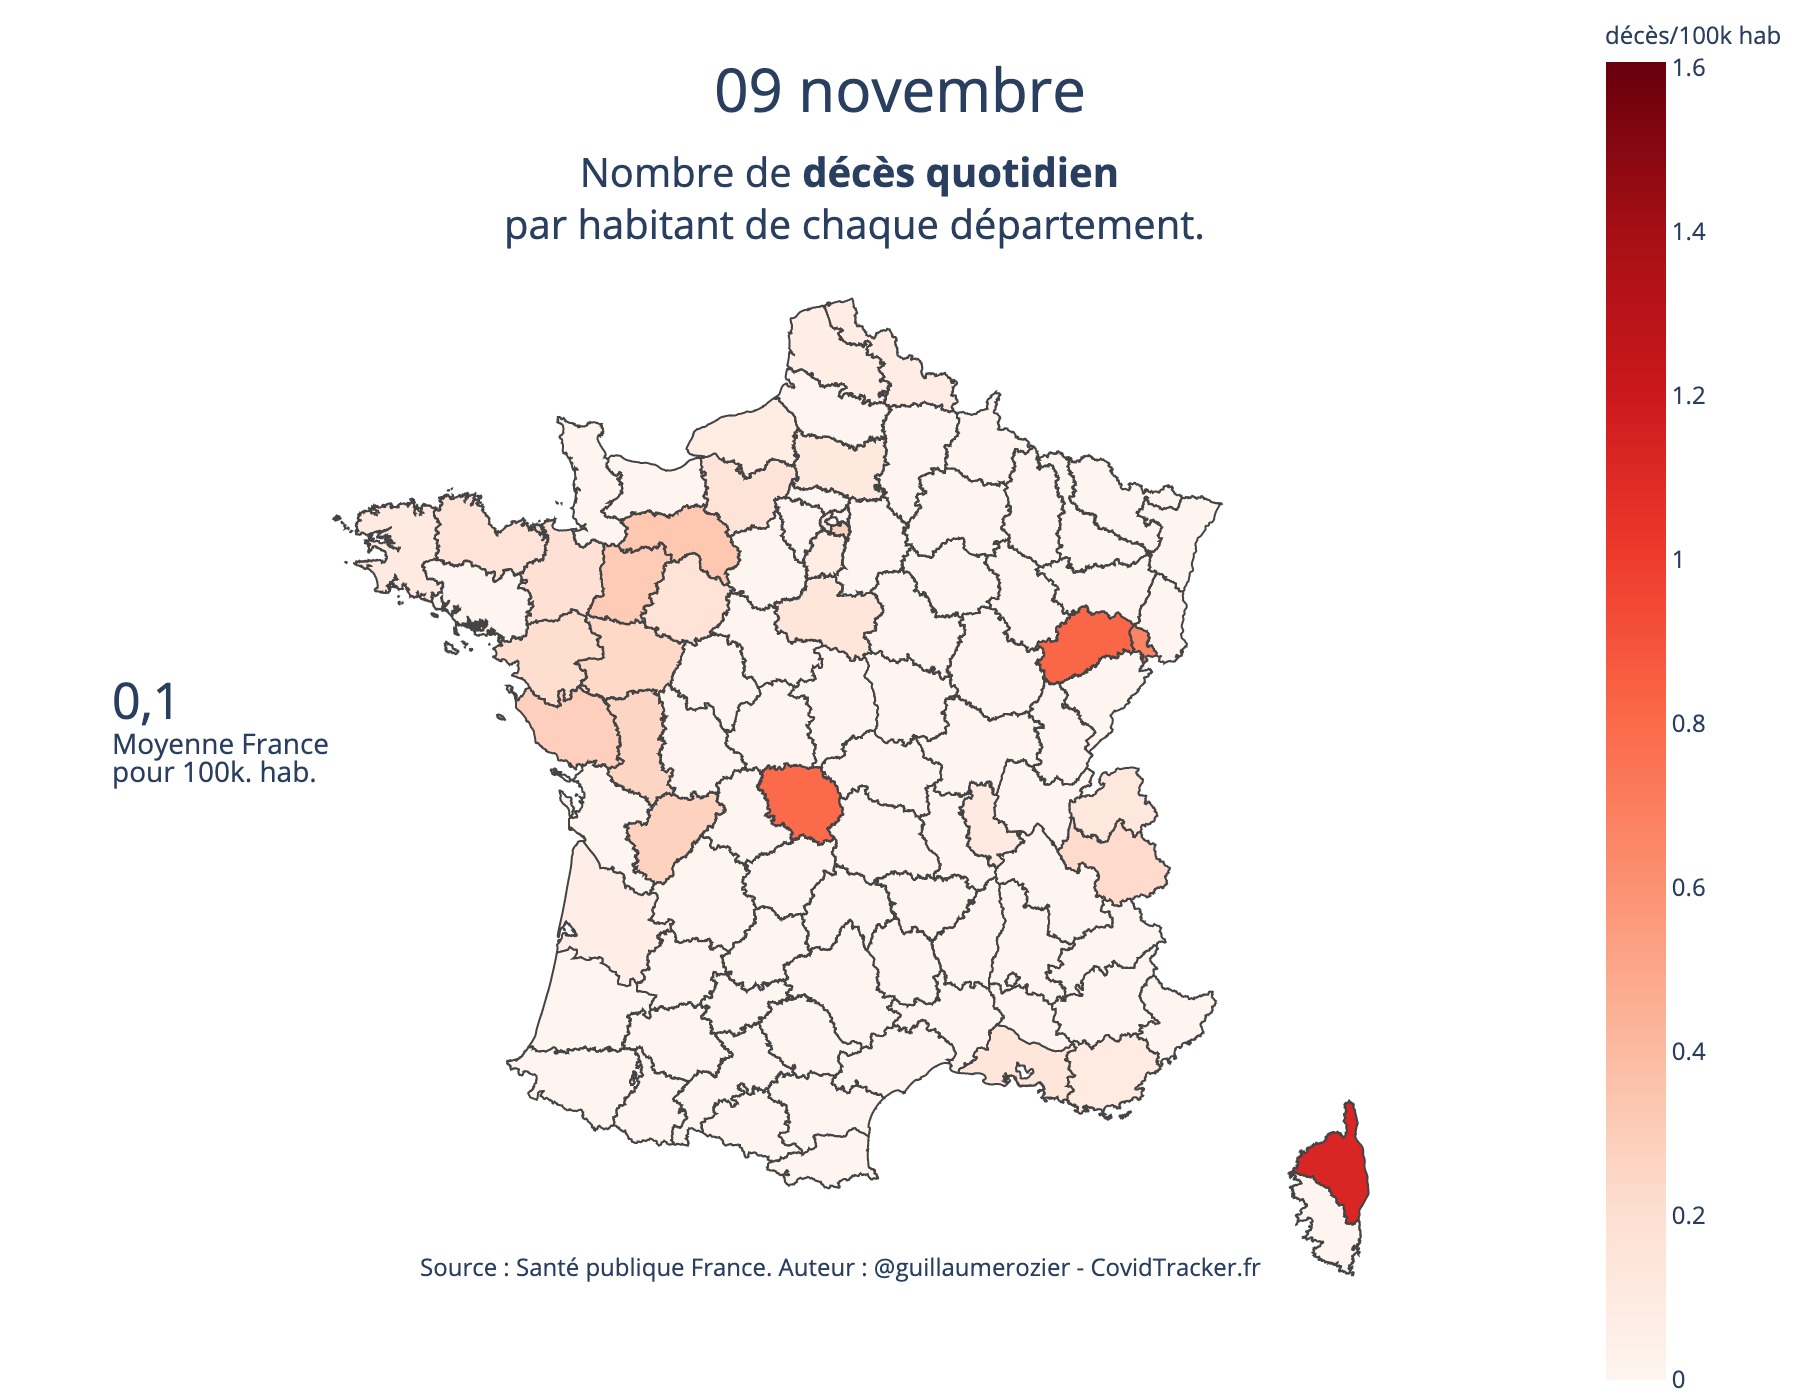 09 novembre
Nombre de décès quotidien
par habitant de chaque département.
décès/100k hab
1.6
1.4
1.2
1
0.8
0.6
0.4
0.2
0
0,1
Moyenne France
pour 100k. hab.
Source : Santé publique France. Auteur : @guillaumerozier - CovidTracker.fr